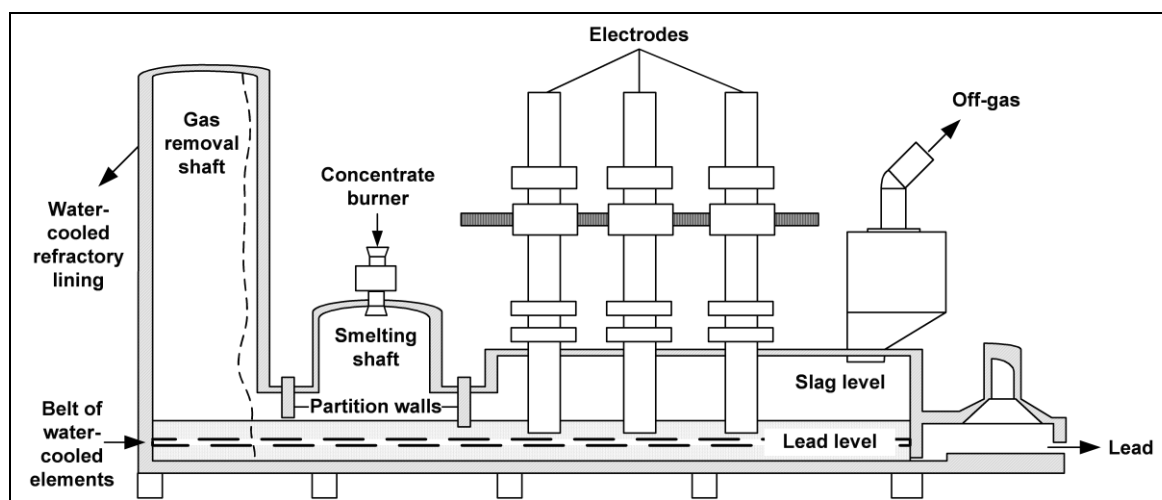 Electrodes
Off-gas
Gas
removal
shaft
Concentrate
burner
Water-
cooled
refractory
lining
Smelting
shaft
Slag level
Partition walls
Belt of
water-
cooled
elements
Lead level
Lead